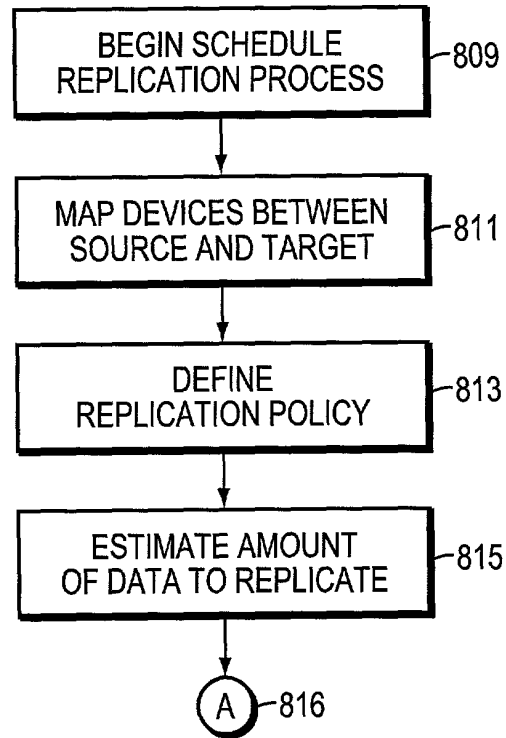 BEGIN SCHEDULE
REPLICATION PROCESS
809
MAP DEVICES BETWEEN
SOURCE AND TARGET
811
DEFINE
REPLICATION POLICY
813
ESTIMATE AMOUNT
OF DATA TO REPLICATE
815
A
816